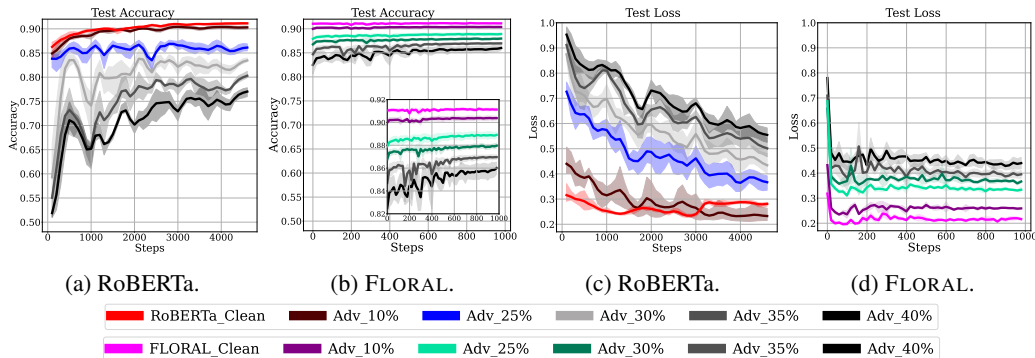 Test Accuracy
Accuracy
0.90
0.85
0.80
0.75
0.70
0.65
0.60
0.55
0.50
0 1000 2000 3000 4000
Steps
(a) RoBERTa.
Test Accuracy
Accuracy
0.90
0.85
0.80
0.75
0.70
0.65
0.60
0.55
0.50
0.92
0.90
0.88
0.86
0.84
0.82
0 200 400 600 800 1000
0 200 400 600 800 1000
Steps
(b) FLORAL.
Test Loss
Loss
1.0
0.9
0.8
0.7
0.6
0.5
0.4
0.3
0.2
0 1000 2000 3000 4000
Steps
(c) RoBERTa.
Test Loss
Loss
1.0
0.9
0.8
0.7
0.6
0.5
0.4
0.3
0.2
0 200 400 600 800 1000
Steps
(d) FLORAL.
RoBERTa_Clean Adv_10% Adv_25% Adv_30% Adv_35% Adv_40%
FLORAL_Clean Adv_10% Adv_25% Adv_30% Adv_35% Adv_40%